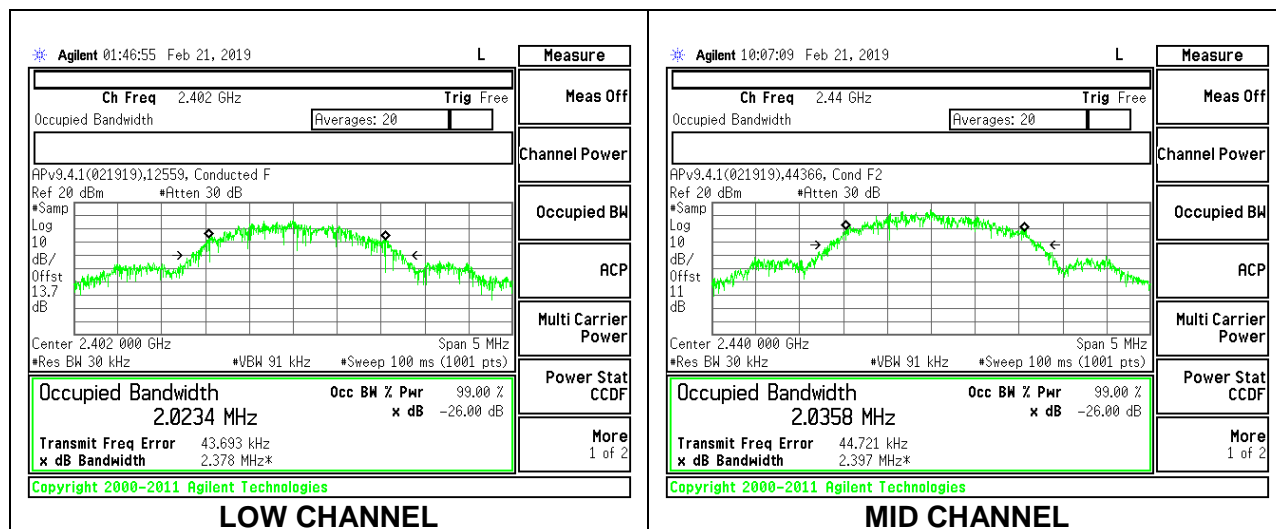 Agilent 01:46:55 Feb 21, 2019 L
Measure
Ch Freq 2.402 GHz Trig Free
Occupied Bandwidth Averages: 20
APv9.4.1(021919),12559, Conducted F
Ref 20 dBm #Atten 30 dB
#Samp
Log
10
dB/
Offst
13.7
dB
Center 2.402 000 GHz Span 5 MHz
#Res BW 30 kHz #VBW 91 kHz #Sweep 100 ms (1001 pts)
Occupied Bandwidth Occ BW % Pwr 99.00 %
2.0234 MHz x dB -26.00 dB
Transmit Freq Error 43.693 kHz
x dB Bandwidth 2.378 MHz*
Copyright 2000-2011 Agilent Technologies
Meas Off
Channel Power
Occupied BW
ACP
Multi Carrier
Power
Power Stat
CCDF
More
1 of 2
LOW CHANNEL
Agilent 10:07:09 Feb 21, 2019 L
Measure
Ch Freq 2.44 GHz Trig Free
Occupied Bandwidth Averages: 20
APv9.4.1(021919),44366, Cond F2
Ref 20 dBm #Atten 30 dB
#Samp
Log
10
dB/
Offst
11
dB
Center 2.440 000 GHz Span 5 MHz
#Res BW 30 kHz #VBW 91 kHz #Sweep 100 ms (1001 pts)
Occupied Bandwidth Occ BW % Pwr 99.00 %
2.0358 MHz x dB -26.00 dB
Transmit Freq Error 44.721 kHz
x dB Bandwidth 2.397 MHz*
Copyright 2000-2011 Agilent Technologies
Meas Off
Channel Power
Occupied BW
ACP
Multi Carrier
Power
Power Stat
CCDF
More
1 of 2
MID CHANNEL